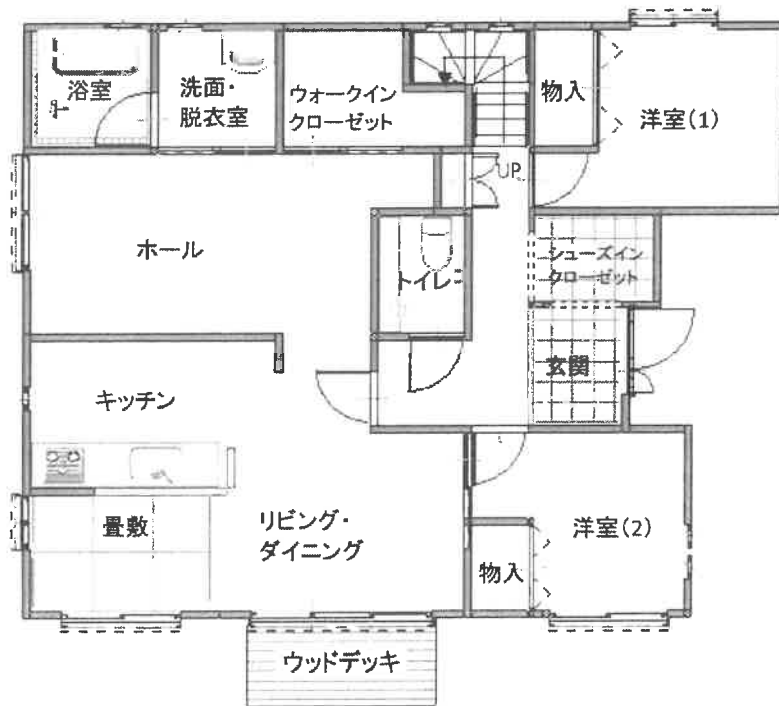 浴室
洗面・
脱衣室
ウォークイン
クローゼット
物入
洋室(1)
UP
ホール
トイレ
シューズイン
クローゼット
玄関
キッチン
畳敷
リビング・
ダイニング
洋室(2)
物入
ウッドデッキ